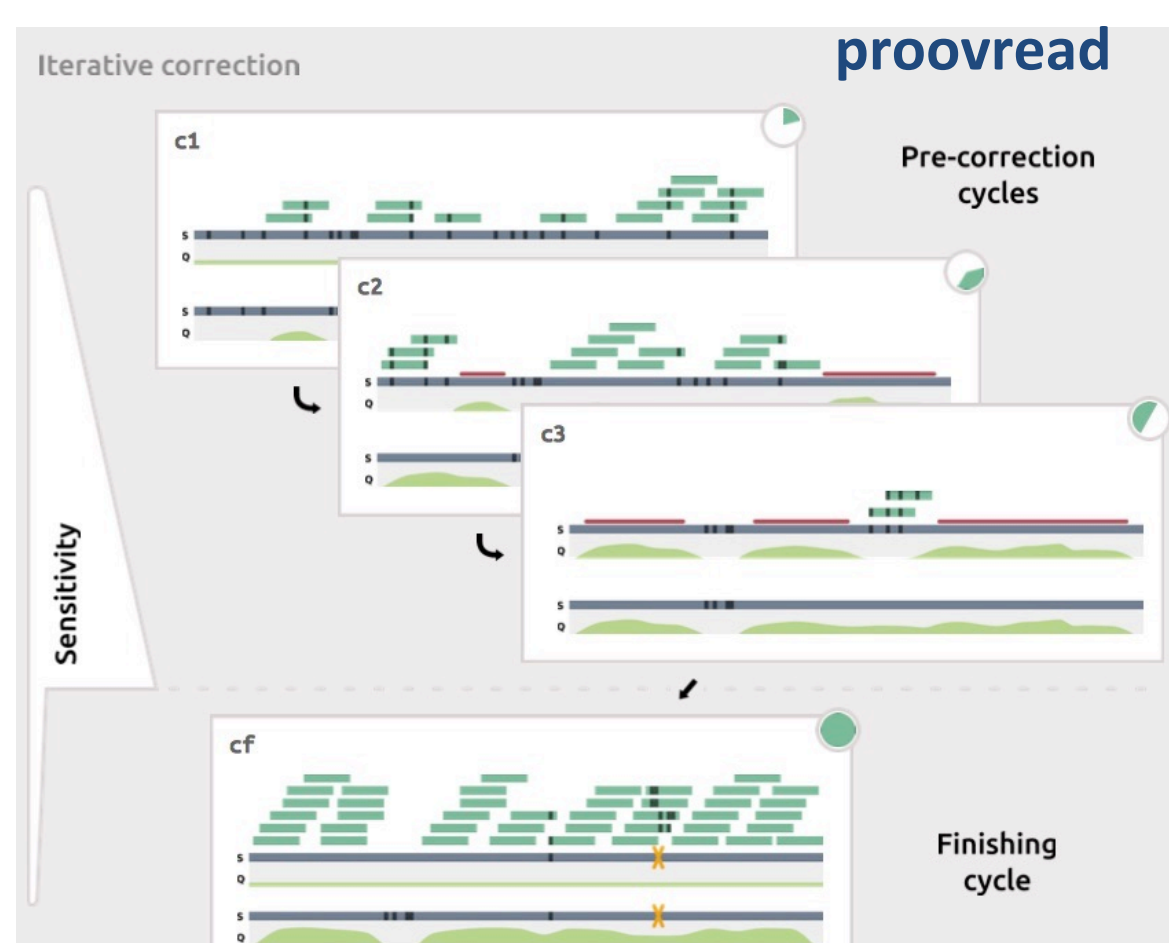 Iterative correction
proovread
c1
Pre-correction
cycles
S
Q
S
Q
c2
S
Q
S
Q
c3
S
Q
S
Q
Sensitivity
cf
S
Q
S
Q
Finishing
cycle